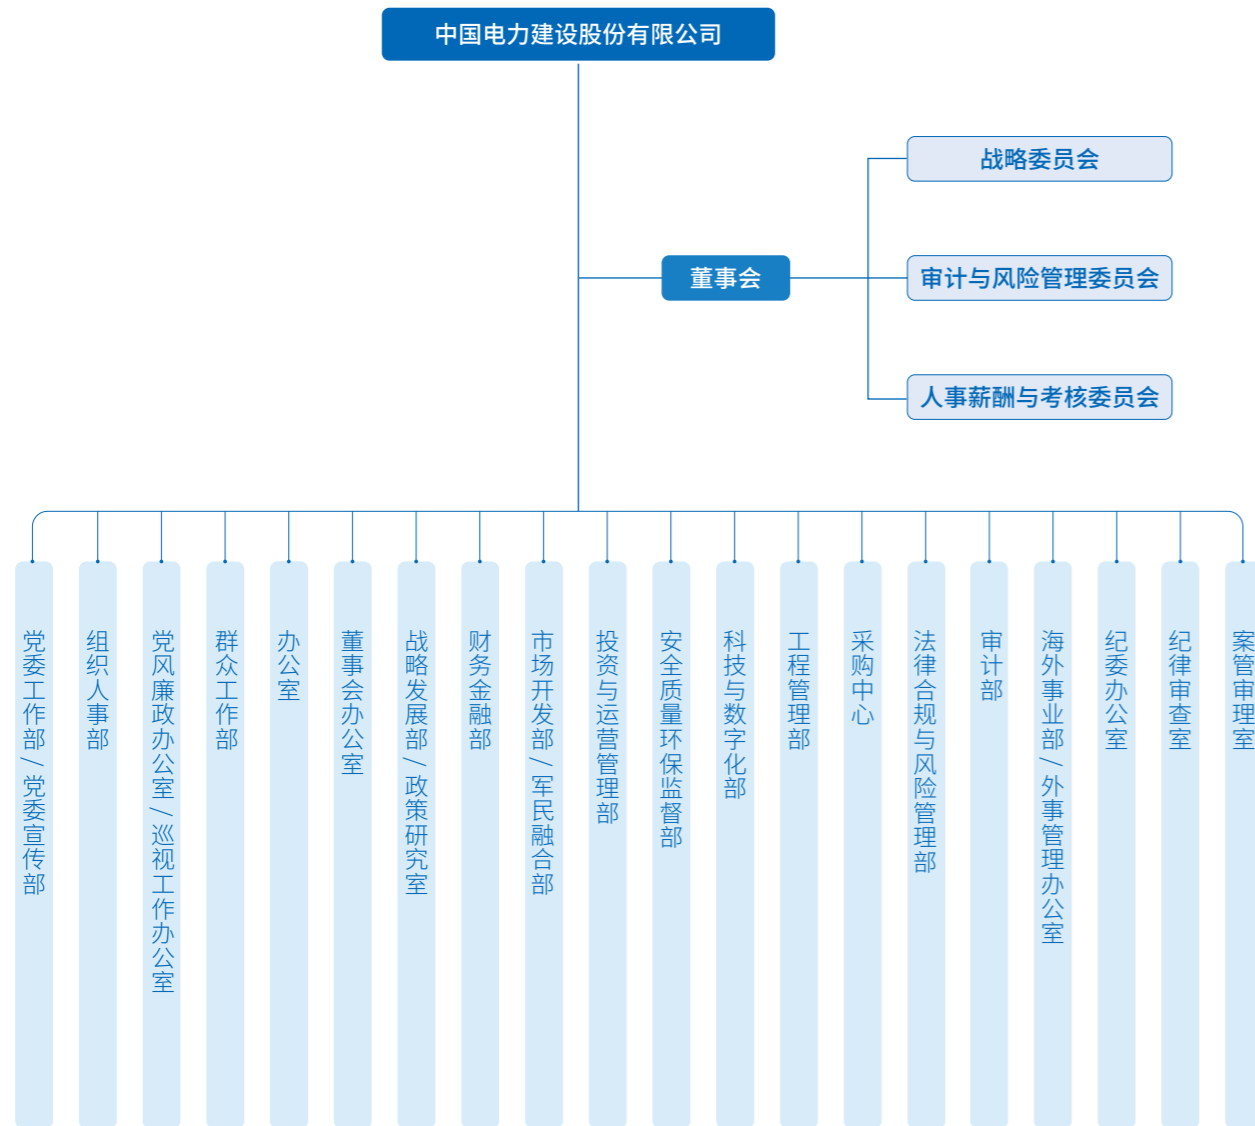 中国电力建设股份有限公司
战略委员会
董事会
审计与风险管理委员会
人事薪酬与考核委员会
党委工作部/党委宣传部
组织人事部
党风廉政办公室/巡视工作办公室
群众工作部
办公室
董事会办公室
战略发展部/政策研究室
财务金融部
市场开发部/军民融合部
投资与运营管理部
安全质量环保监督部
科技与数字化部
工程管理部
采购中心
法律合规与风险管理部
审计部
海外事业部/外事管理办公室
纪委办公室
纪律审查室
案管审理室